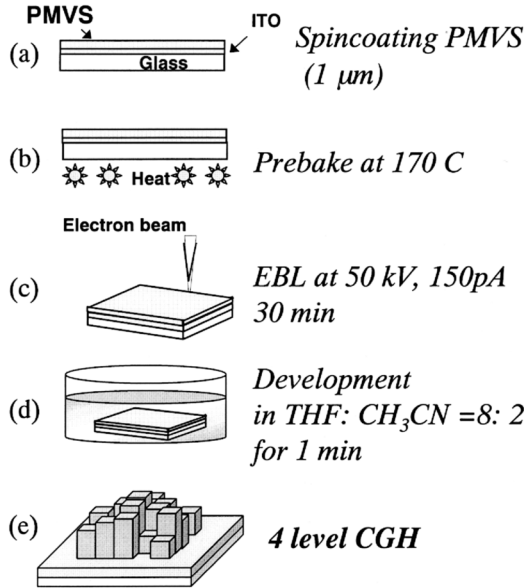 PMVS
ITO
(a)
Glass
Spincoating PMVS
(1 μm)
(b)
Heat
Prebake at 170 C
Electron beam
(c)
EBL at 50 kV, 150pA
30 min
(d)
Development
in THF: CH₃CN =8: 2
for 1 min
(e)
4 level CGH